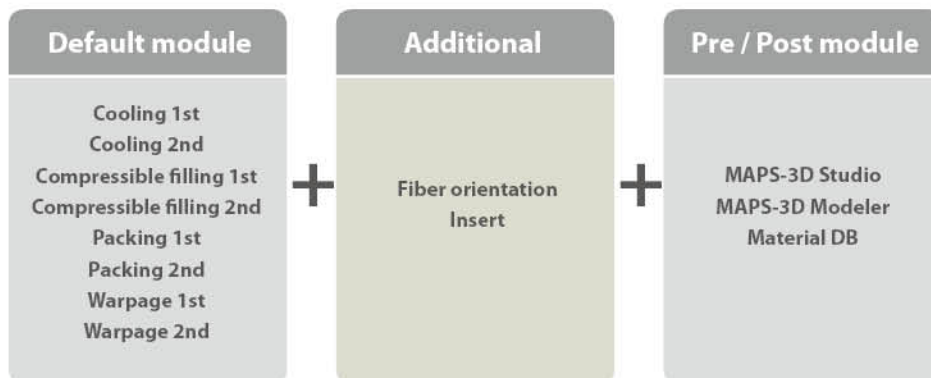 Default module
Cooling 1st
Cooling 2nd
Compressible filling 1st
Compressible filling 2nd
Packing 1st
Packing 2nd
Warpage 1st
Warpage 2nd
+
Additional
Fiber orientation
Insert
+
Pre / Post module
MAPS-3D Studio
MAPS-3D Modeler
Material DB